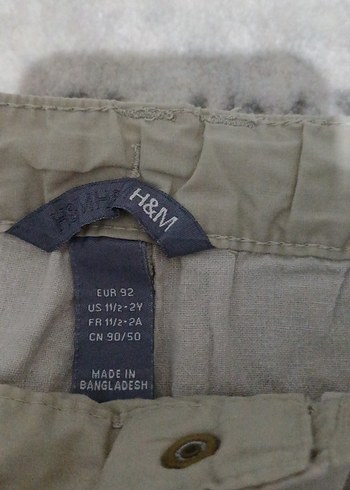 H&M
EUR 92
US 11/2-2Y
FR 11/2-2A
CN 90/50
MADE IN
BANGLADESH